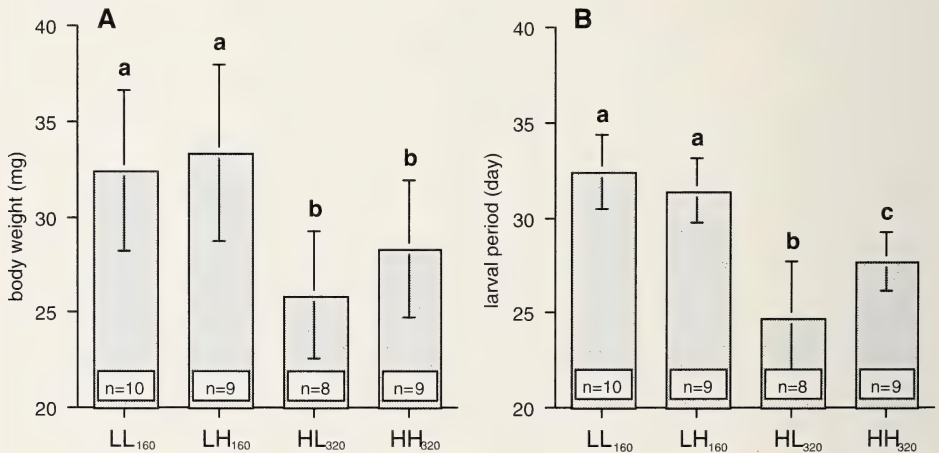 A
40
35
30
25
20
body weight (mg)
a
a
b
b
n=10
n=9
n=8
n=9
LL160
LH160
HL320
HH320
B
40
35
30
25
20
larval period (day)
a
a
b
c
n=10
n=9
n=8
n=9
LL160
LH160
HL320
HH320